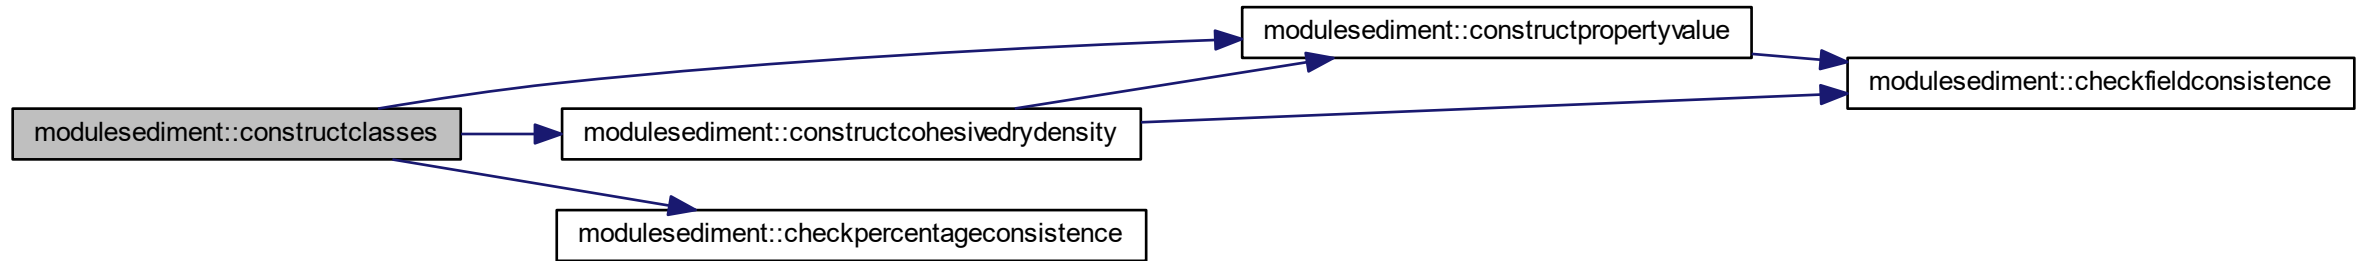 modulesediment::constructpropertyvalue
modulesediment::checkfieldconsistence
modulesediment::constructclasses
modulesediment::constructcohesivedrydensity
modulesediment::checkpercentageconsistence